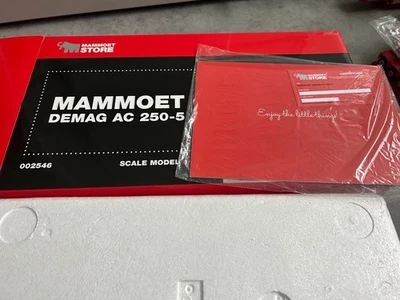 MAMMOET
STORE
MAMMOET
DEMAG AC 250-5
002546
SCALE MODEL
MAMMOET
STORE
Enjoy the little things!